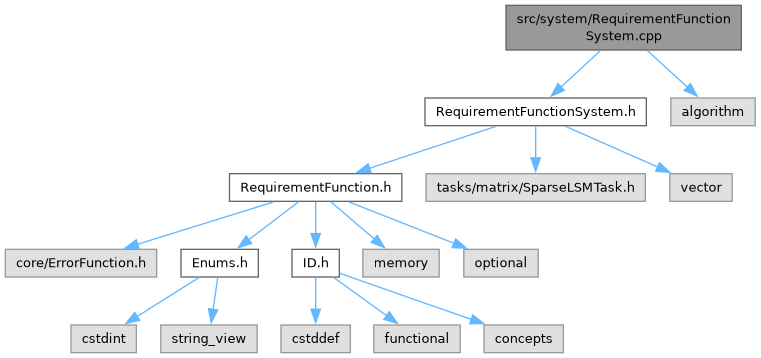 src/system/RequirementFunction
System.cpp
RequirementFunctionSystem.h
algorithm
RequirementFunction.h
tasks/matrix/SparseLSMTask.h
vector
core/ErrorFunction.h
Enums.h
ID.h
memory
optional
cstdint
string_view
cstddef
functional
concepts